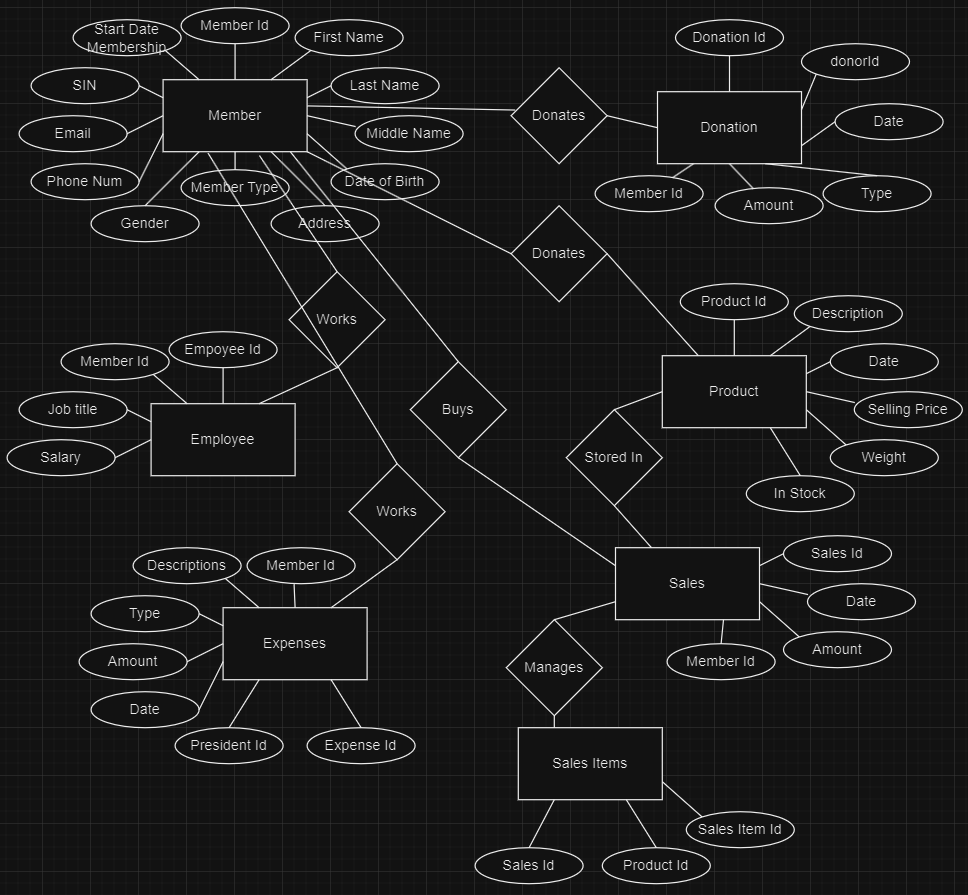 Start Date
Membership
Member Id
First Name
SIN
Last Name
Member
Email
Middle Name
Phone Num
Member Type
Date of Birth
Gender
Address
Donates
Donation Id
donorId
Donation
Date
Member Id
Amount
Type
Donates
Works
Product Id
Description
Member Id
Empoyee Id
Date
Product
Job title
Selling Price
Employee
Buys
Salary
Stored In
Weight
In Stock
Works
Descriptions
Member Id
Sales Id
Sales
Type
Date
Expenses
Amount
Amount
Member Id
Manages
Date
President Id
Expense Id
Sales Items
Sales Item Id
Sales Id
Product Id